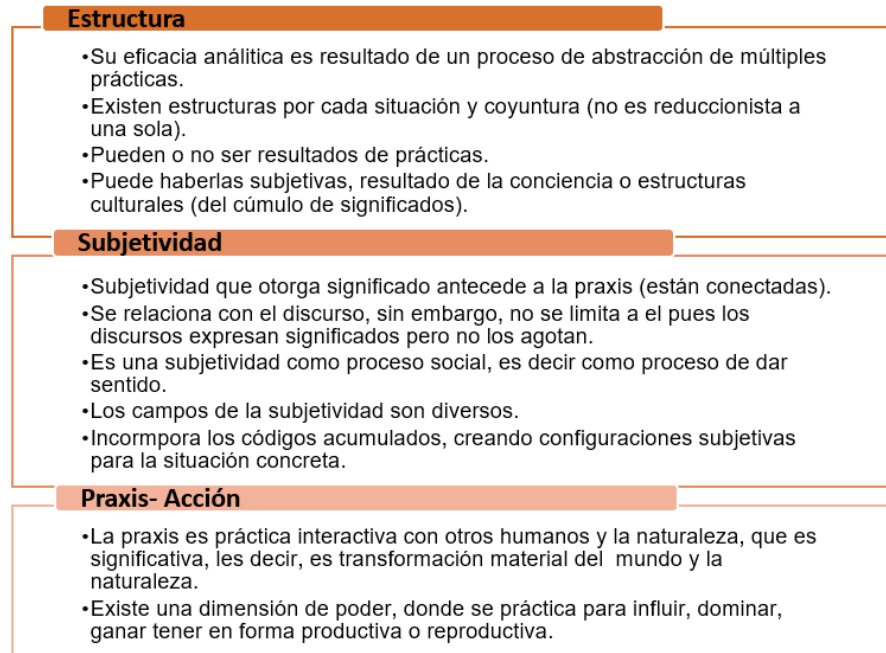 Estructura
•Su eficacia análitica es resultado de un proceso de abstracción de múltiples
prácticas.
•Existen estructuras por cada situación y coyuntura (no es reduccionista a
una sola).
•Pueden o no ser resultados de prácticas.
•Puede haberlas subjetivas, resultado de la conciencia o estructuras
culturales (del cúmulo de significados).
Subjetividad
•Subjetividad que otorga significado antecede a la praxis (están conectadas).
•Se relaciona con el discurso, sin embargo, no se limita a el pues los
discursos expresan significados pero no los agotan.
•Es una subjetividad como proceso social, es decir como proceso de dar
sentido.
•Los campos de la subjetividad son diversos.
•Incormpora los códigos acumulados, creando configuraciones subjetivas
para la situación concreta.
Praxis- Acción
•La praxis es práctica interactiva con otros humanos y la naturaleza, que es
significativa, les decir, es transformación material del mundo y la
naturaleza.
•Existe una dimensión de poder, donde se práctica para influir, dominar,
ganar tener en forma productiva o reproductiva.